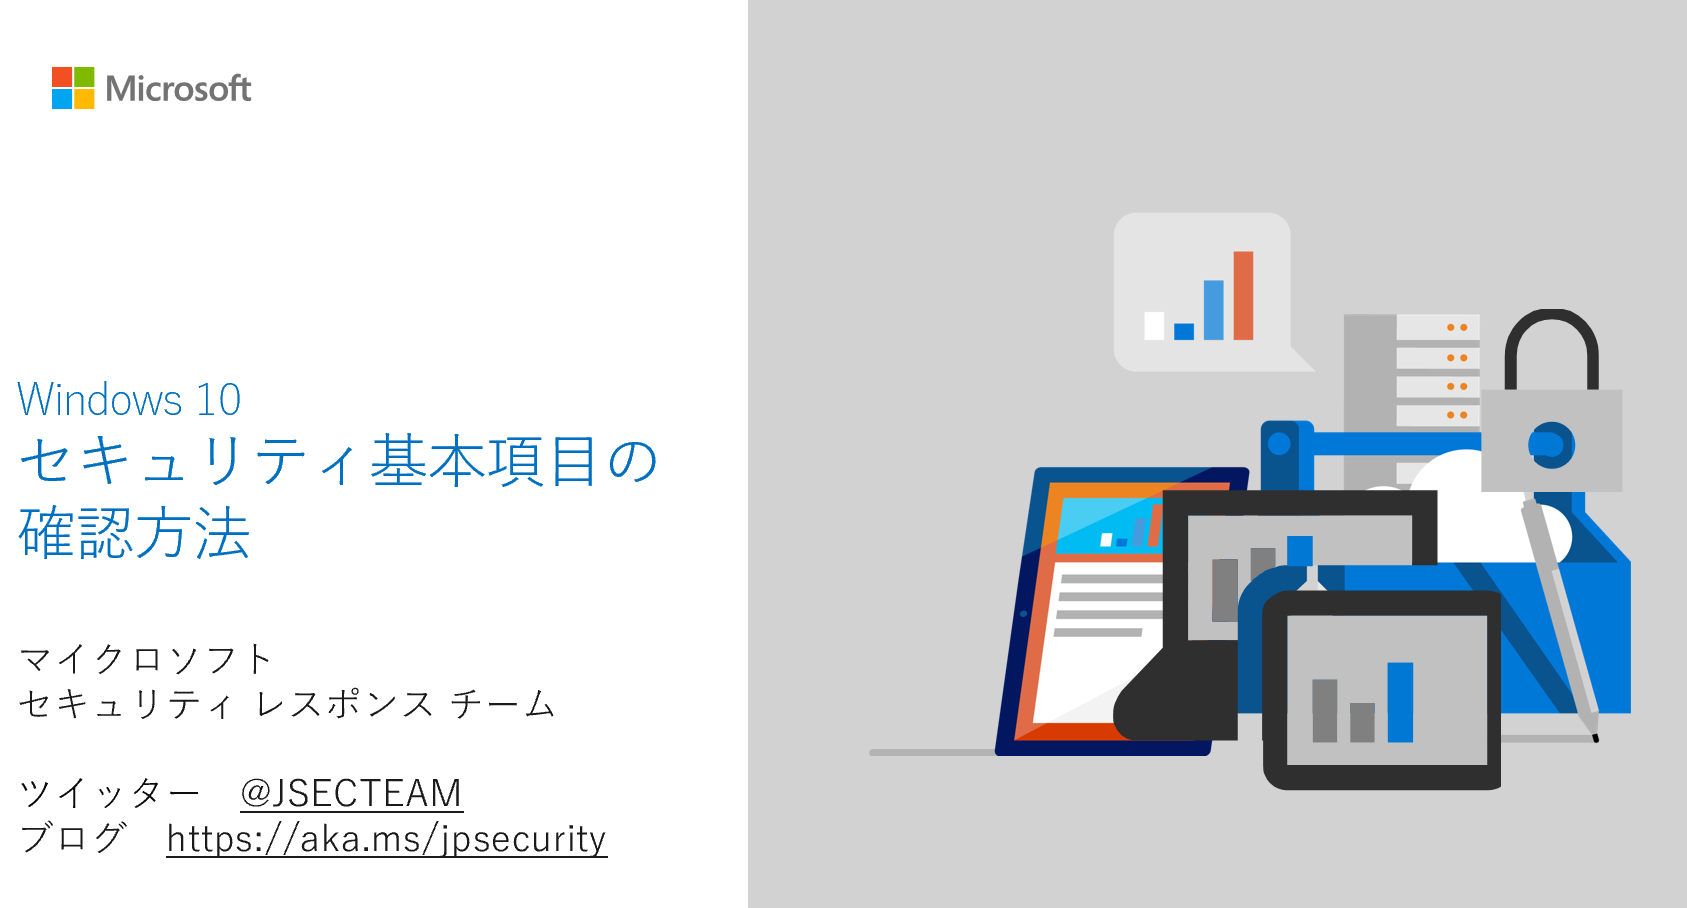 Microsoft
Windows 10
セキュリティ基本項目の
確認方法
マイクロソフト
セキュリティ レスポンス チーム
ツイッター　@JSECTEAM
ブログ　https://aka.ms/jpsecurity